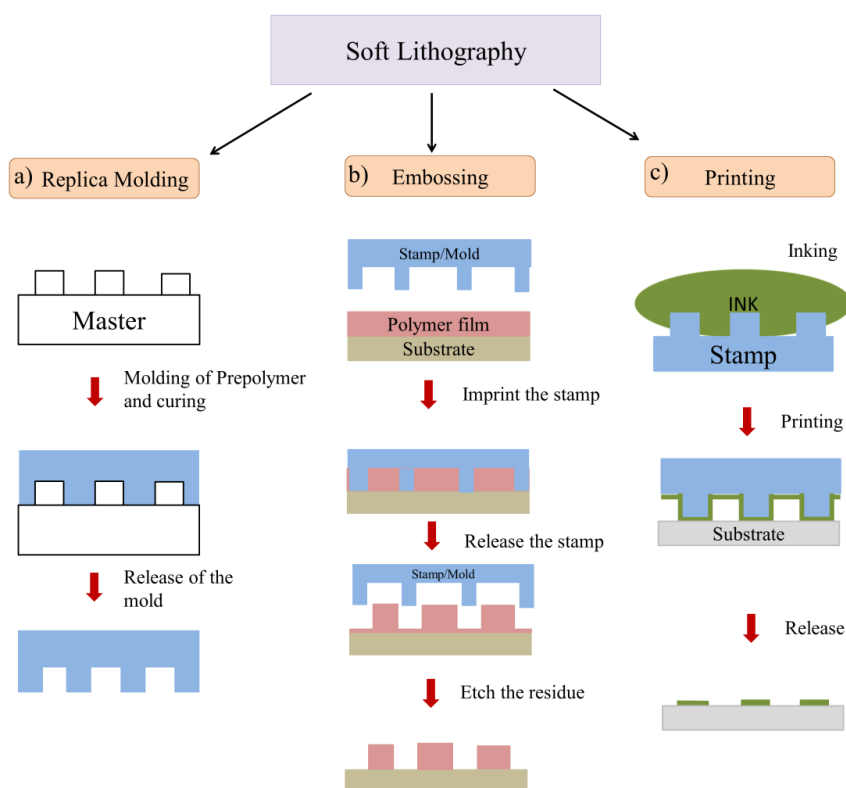 Soft Lithography
a) Replica Molding
b) Embossing
c) Printing
Master
Molding of Prepolymer
and curing
Release of the
mold
Stamp/Mold
Polymer film
Substrate
Imprint the stamp
Release the stamp
Stamp/Mold
Etch the residue
Inking
INK
Stamp
Printing
Substrate
Release